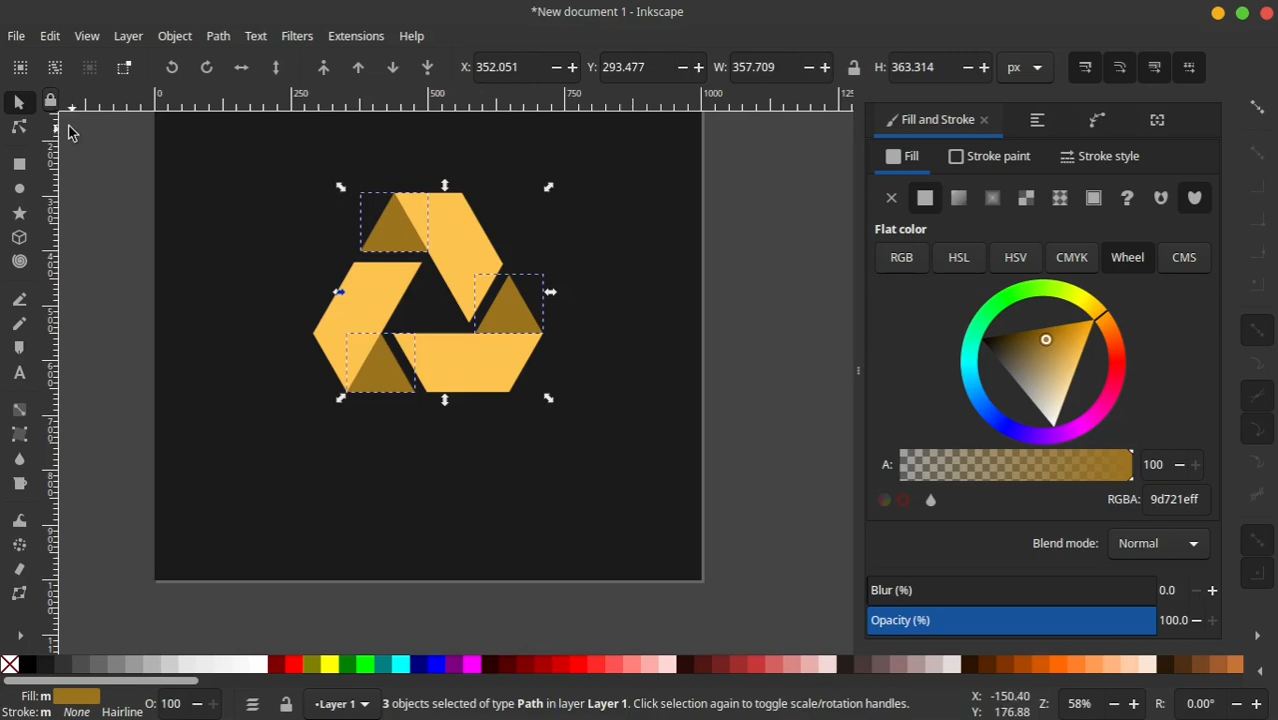 *New document 1 - Inkscape
File Edit View Layer Object Path Text Filters Extensions Help
X: 352.051 Y: 293.477 W: 357.709 H: 363.314 px
0 250 500 750 1000
Fill and Stroke
Fill Stroke paint Stroke style
Flat color
RGB HSL HSV CMYK Wheel CMS
A: 100
RGBA: 9d721eff
Blend mode: Normal
Blur (%) 0.0
Opacity (%) 100.0
Fill: m O: 100 •Layer 1 3 objects selected of type Path in layer Layer 1. Click selection again to toggle scale/rotation handles. X: -150.40 Z: 58% R: 0.00°
Stroke: m None Hairline Y: 176.88